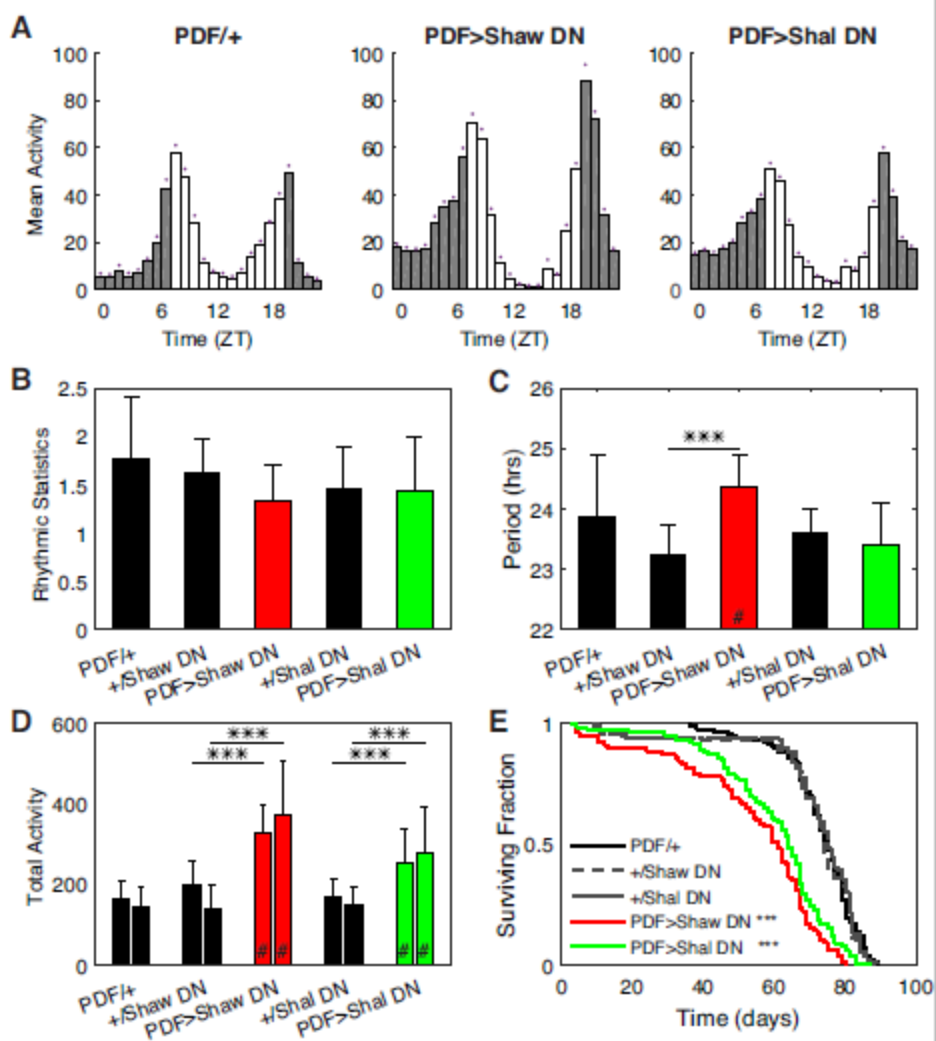 A
PDF/+ PDF>Shaw DN PDF>Shal DN
100 100 100
80 80 80
60 60 60
40 40 40
20 20 20
0 0 0
Mean Activity
0 6 12 18 0 6 12 18 0 6 12 18
Time (ZT) Time (ZT) Time (ZT)
B
2.5
2
1.5
1
0.5
0
Rhythmic Statistics
PDF/+ +/Shaw DN PDF>Shaw DN +/Shal DN PDF>Shal DN
C
26
25
24
23
22
Period (hrs)
***
#
PDF/+ +/Shaw DN PDF>Shaw DN +/Shal DN PDF>Shal DN
D
600
400
200
0
Total Activity
*** ***
*** ***
# # # #
PDF/+ +/Shaw DN PDF>Shaw DN +/Shal DN PDF>Shal DN
E
1
0.5
0
Surviving Fraction
PDF/+
+/Shaw DN
+/Shal DN
PDF>Shaw DN ***
PDF>Shal DN ***
0 20 40 60 80 100
Time (days)